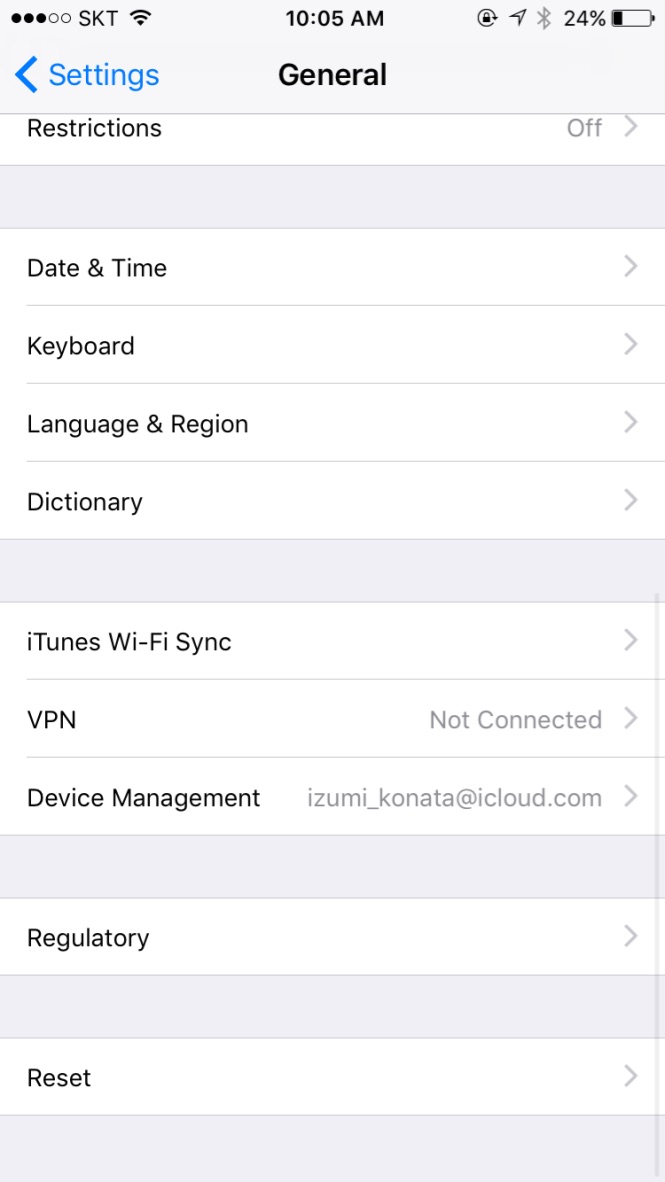 SKT 10:05 AM 24%
Settings General
Restrictions Off
Date & Time
Keyboard
Language & Region
Dictionary
iTunes Wi-Fi Sync
VPN Not Connected
Device Management izumi_konata@icloud.com
Regulatory
Reset